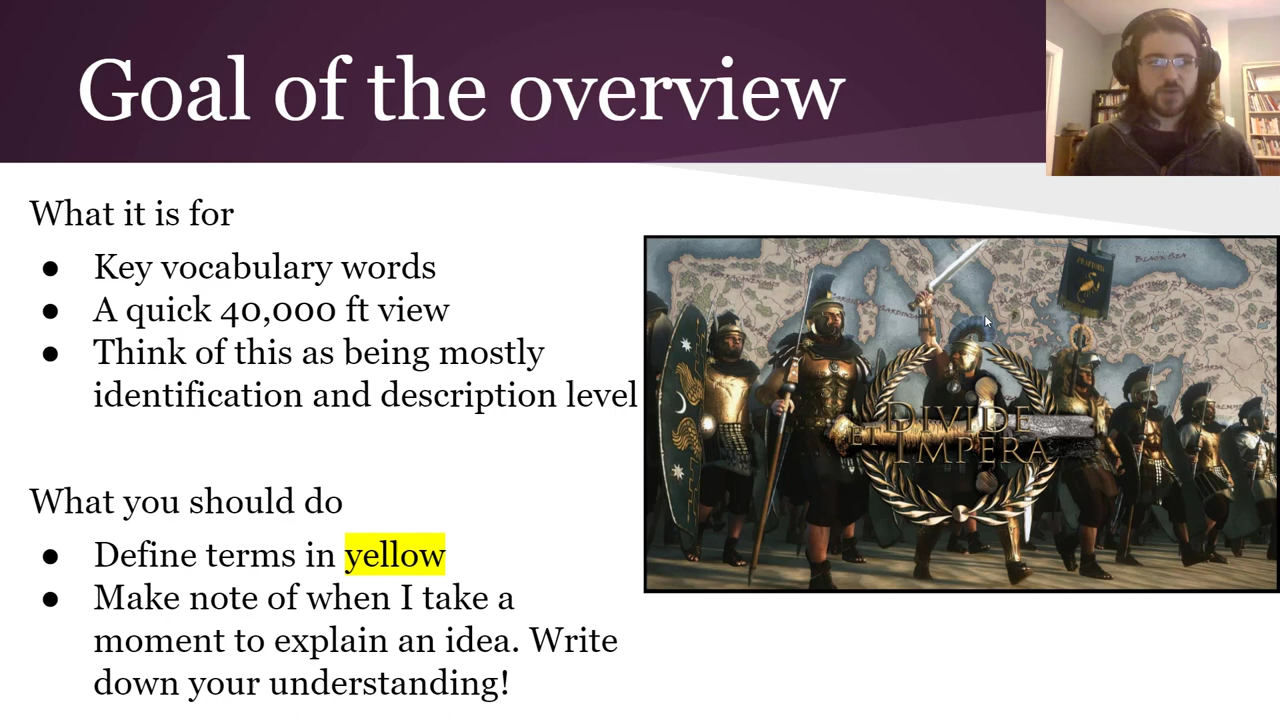 Goal of the overview
What it is for
● Key vocabulary words
● A quick 40,000 ft view
● Think of this as being mostly
identification and description level
What you should do
● Define terms in yellow
● Make note of when I take a
moment to explain an idea. Write
down your understanding!
BLACK SEA
DIVIDE
ET IMPERA